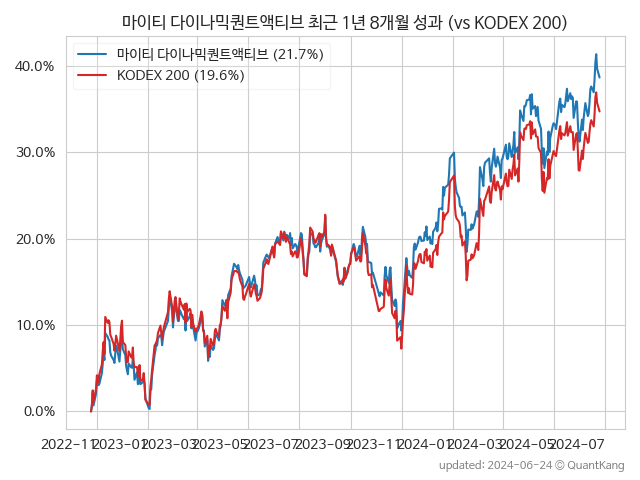 마이티 다이나믹퀀트액티브 최근 1년 8개월 성과 (vs KODEX 200)
마이티 다이나믹퀀트액티브 (21.7%)
KODEX 200 (19.6%)
40.0%
30.0%
20.0%
10.0%
0.0%
2022-11 2023-01 2023-03 2023-05 2023-07 2023-09 2023-11 2024-01 2024-03 2024-05 2024-07
updated: 2024-06-24 © QuantKang